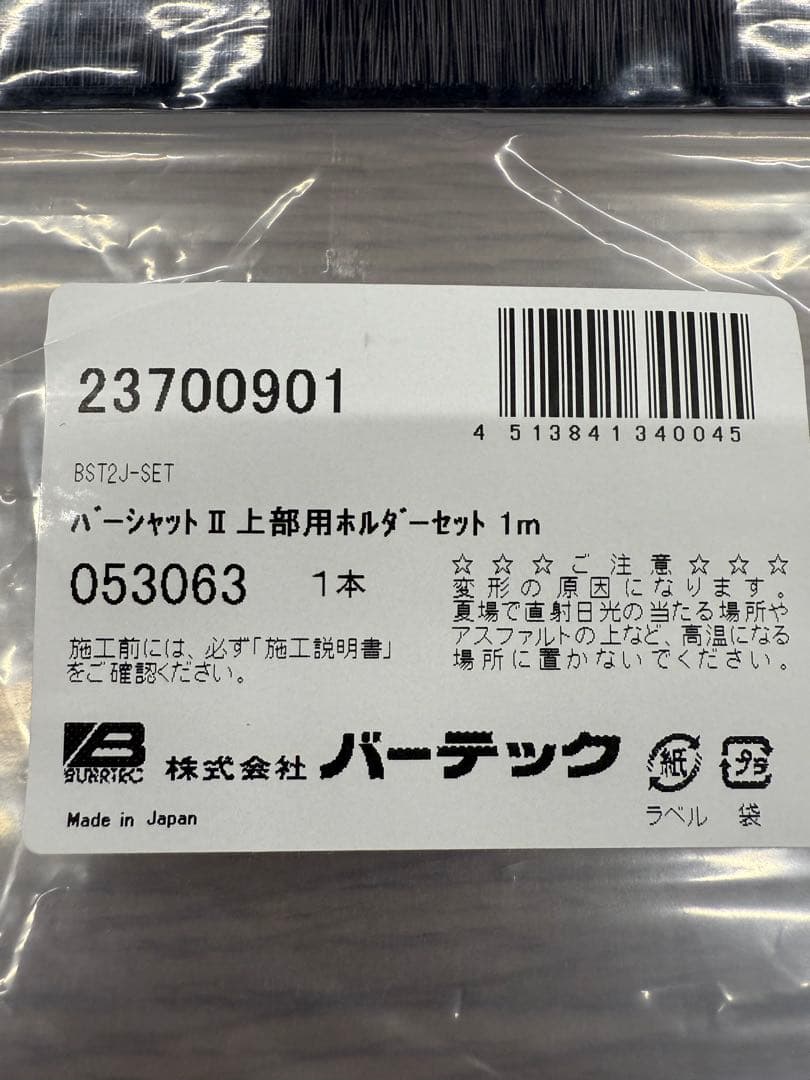 23700901
4 513841 340045
BST2J-SET
ﾊﾞｰｼｬｯﾄⅡ 上部用ﾎﾙﾀﾞｰｾｯﾄ 1m
053063 1本
☆☆☆ご注意☆☆☆
変形の原因になります。
夏場で直射日光の当たる場所や
アスファルトの上など、高温になる
場所に置かないでください。
施工前には、必ず｢施工説明書｣
をご確認ください。
BURRTEC 株式会社 バーテック
紙 プラ
ラベル 袋
Made in Japan